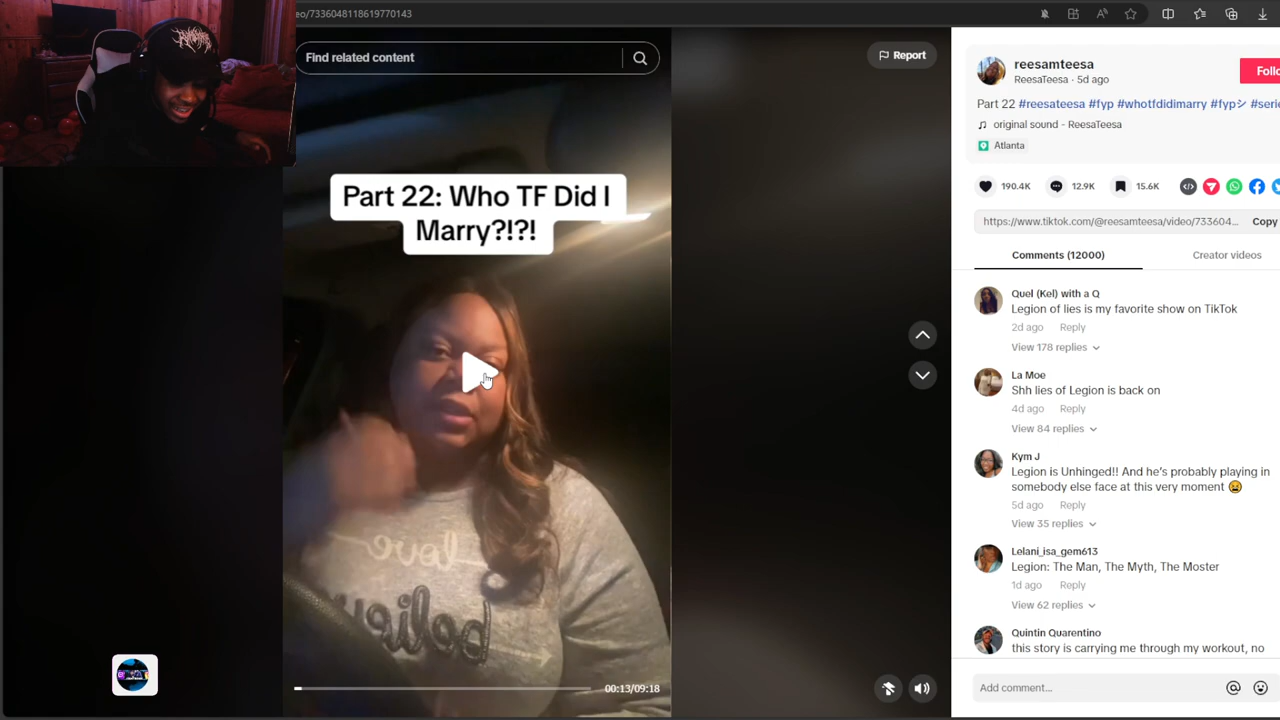 eo/7336048118619770143
Find related content
Report
Part 22: Who TF Did I
Marry?!?!
00:13/09:18
reesamteesa
ReesaTeesa · 5d ago
Follo
Part 22 #reesateesa #fyp #whotfdidimarry #fypシ #serie
original sound - ReesaTeesa
Atlanta
190.4K
12.9K
15.6K
https://www.tiktok.com/@reesamteesa/video/733604...
Copy
Comments (12000)
Creator videos
Quel (Kel) with a Q
Legion of lies is my favorite show on TikTok
2d ago
Reply
View 178 replies
La Moe
Shh lies of Legion is back on
4d ago
Reply
View 84 replies
Kym J
Legion is Unhinged!! And he's probably playing in
somebody else face at this very moment 😫
5d ago
Reply
View 35 replies
Lelani_isa_gem613
Legion: The Man, The Myth, The Moster
1d ago
Reply
View 62 replies
Quintin Quarentino
this story is carrying me through my workout, no
Add comment...